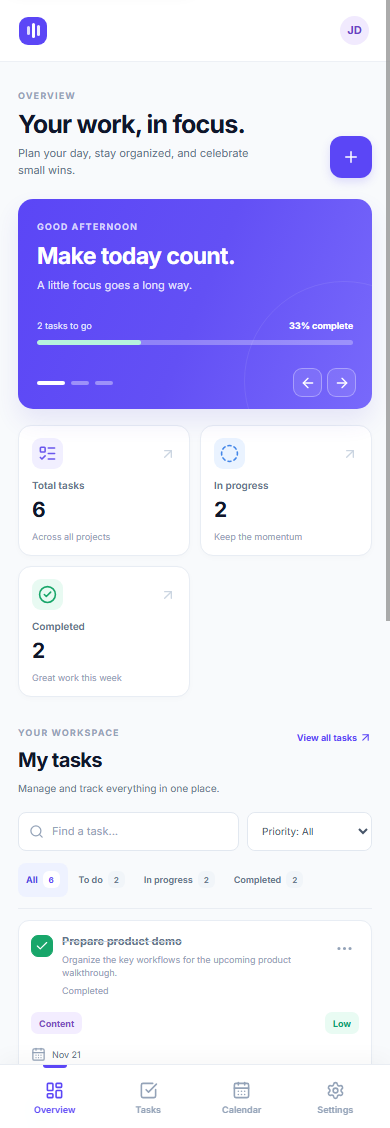 JD
OVERVIEW
Your work, in focus.
Plan your day, stay organized, and celebrate
small wins.
GOOD AFTERNOON
Make today count.
A little focus goes a long way.
2 tasks to go
33% complete
Total tasks
6
Across all projects
In progress
2
Keep the momentum
Completed
2
Great work this week
YOUR WORKSPACE
View all tasks
My tasks
Manage and track everything in one place.
Find a task...
Priority: All
All 6
To do 2
In progress 2
Completed 2
Prepare product demo
Organize the key workflows for the upcoming product
walkthrough.
Completed
Content
Low
Nov 21
Overview
Tasks
Calendar
Settings